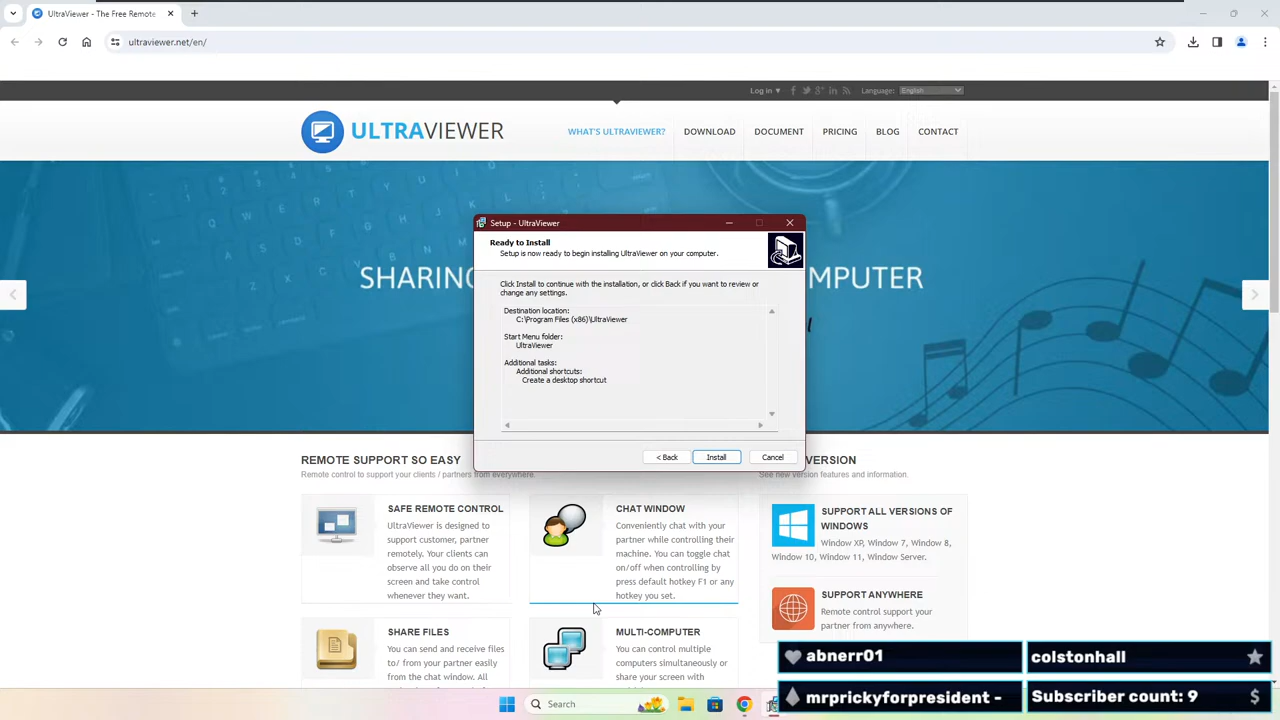 UltraViewer - The Free Remote
ultraviewer.net/en/
Log in ▾
Language:
English
ULTRAVIEWER
WHAT'S ULTRAVIEWER?
DOWNLOAD
DOCUMENT
PRICING
BLOG
CONTACT
SHARING
MPUTER
Setup - UltraViewer
Ready to Install
Setup is now ready to begin installing UltraViewer on your computer.
Click Install to continue with the installation, or click Back if you want to review or
change any settings.
Destination location:
C:\Program Files (x86)\UltraViewer
Start Menu folder:
UltraViewer
Additional tasks:
Additional shortcuts:
Create a desktop shortcut
< Back
Install
Cancel
REMOTE SUPPORT SO EASY
Remote control to support your clients / partners from everywhere.
VERSION
See new version features and information.
SAFE REMOTE CONTROL
UltraViewer is designed to
support customer, partner
remotely. Your clients can
observe all you do on their
screen and take control
whenever they want.
CHAT WINDOW
Conveniently chat with your
partner while controlling their
machine. You can toggle chat
on/off when controlling by
press default hotkey F1 or any
hotkey you set.
SUPPORT ALL VERSIONS OF
WINDOWS
Window XP, Window 7, Window 8,
Window 10, Window 11, Window Server.
SUPPORT ANYWHERE
Remote control support your
partner from anywhere.
SHARE FILES
You can send and receive files
to/ from your partner easily
from the chat window. All
MULTI-COMPUTER
You can control multiple
computers simultaneously or
share your screen with
abnerr01
colstonhall
mrprickyforpresident -
Subscriber count: 9
Search